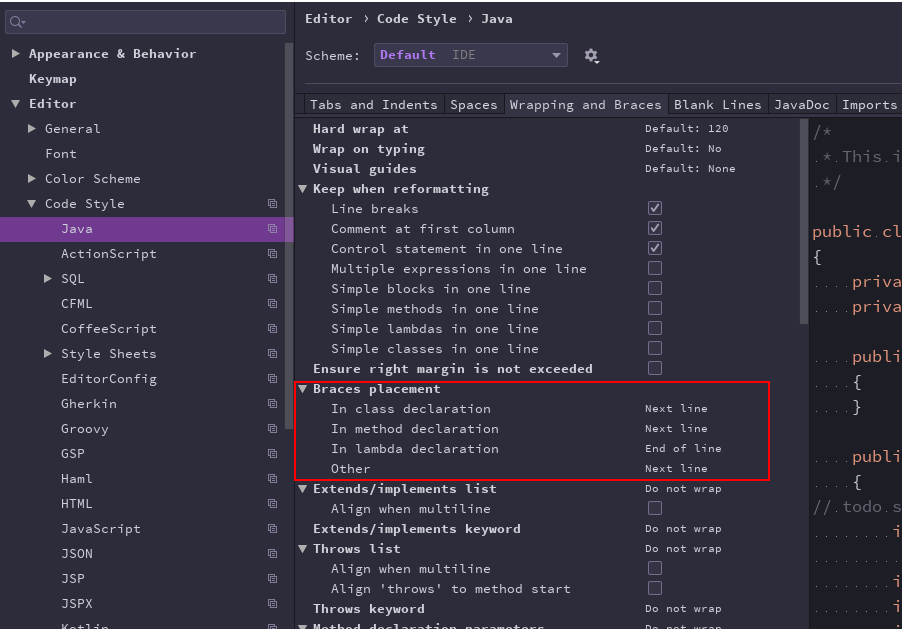 Editor › Code Style › Java
Scheme: Default IDE
Appearance & Behavior
Keymap
Editor
General
Font
Color Scheme
Code Style
Java
ActionScript
SQL
CFML
CoffeeScript
Style Sheets
EditorConfig
Gherkin
Groovy
GSP
Haml
HTML
JavaScript
JSON
JSP
JSPX
Kotlin
Tabs and Indents Spaces Wrapping and Braces Blank Lines JavaDoc Imports
Hard wrap at Default: 120
Wrap on typing Default: No
Visual guides Default: None
Keep when reformatting
Line breaks
Comment at first column
Control statement in one line
Multiple expressions in one line
Simple blocks in one line
Simple methods in one line
Simple lambdas in one line
Simple classes in one line
Ensure right margin is not exceeded
Braces placement
In class declaration Next line
In method declaration Next line
In lambda declaration End of line
Other Next line
Extends/implements list Do not wrap
Align when multiline
Extends/implements keyword Do not wrap
Throws list Do not wrap
Align when multiline
Align 'throws' to method start
Throws keyword Do not wrap
Method declaration parameters Do not wrap
/*
.*.This.i
.*/
public.cl
{
....priva
....priva
....publi
....{
....}
....publi
....{
//.todo.s
........i
........i
........i